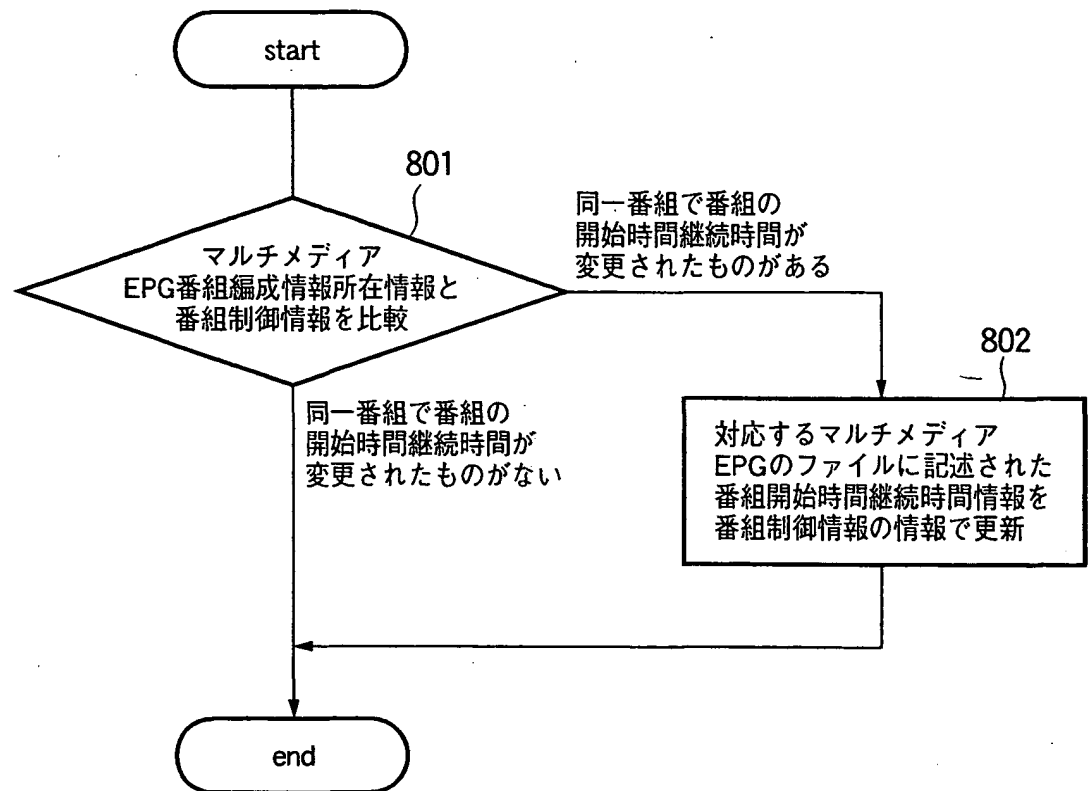 start
801
マルチメディア
EPG番組編成情報所在情報と
番組制御情報を比較
同一番組で番組の
開始時間継続時間が
変更されたものがある
802
対応するマルチメディア
EPGのファイルに記述された
番組開始時間継続時間情報を
番組制御情報の情報で更新
同一番組で番組の
開始時間継続時間が
変更されたものがない
end